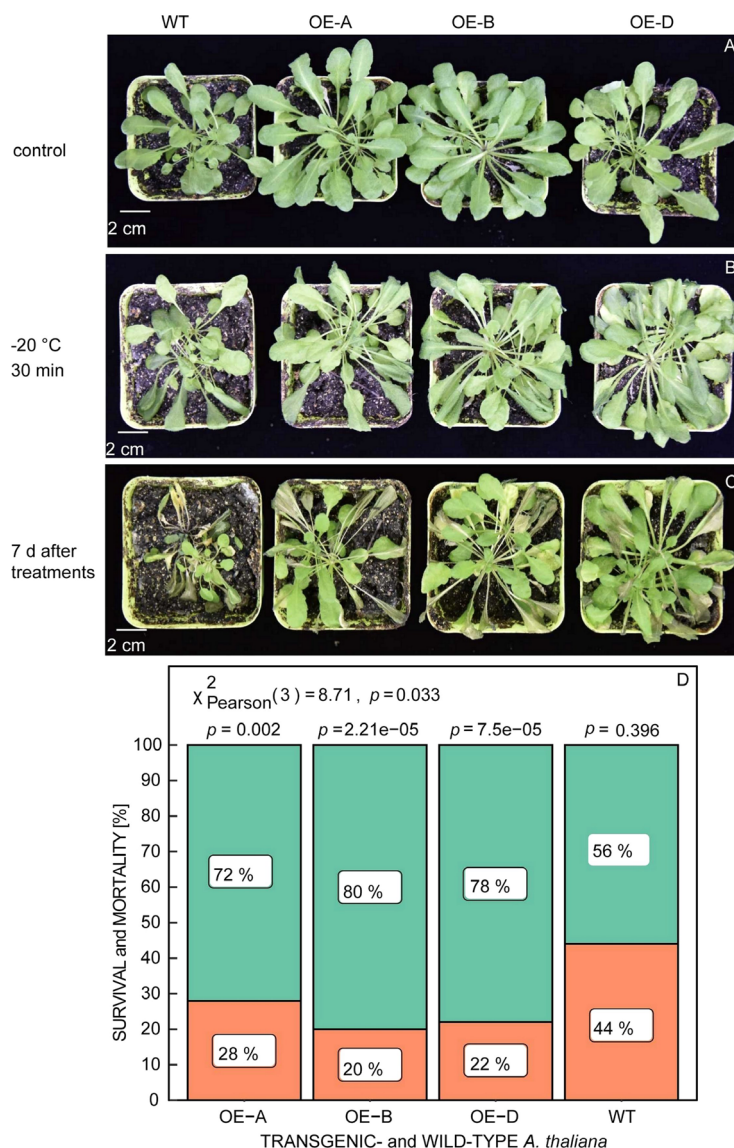 WT OE-A OE-B OE-D
A
control
2 cm
B
-20 °C
30 min
2 cm
C
7 d after
treatments
2 cm
D
χ2Pearson(3)=8.71, p=0.033
p = 0.002 p=2.21e−05 p=7.5e−05 p= 0.396
SURVIVAL and MORTALITY [%]
100
90
80
70
60
50
40
30
20
10
0
72 % 80 % 78 % 56 %
28 % 20 % 22 % 44 %
OE−A OE−B OE−D WT
TRANSGENIC- and WILD-TYPE A. thaliana